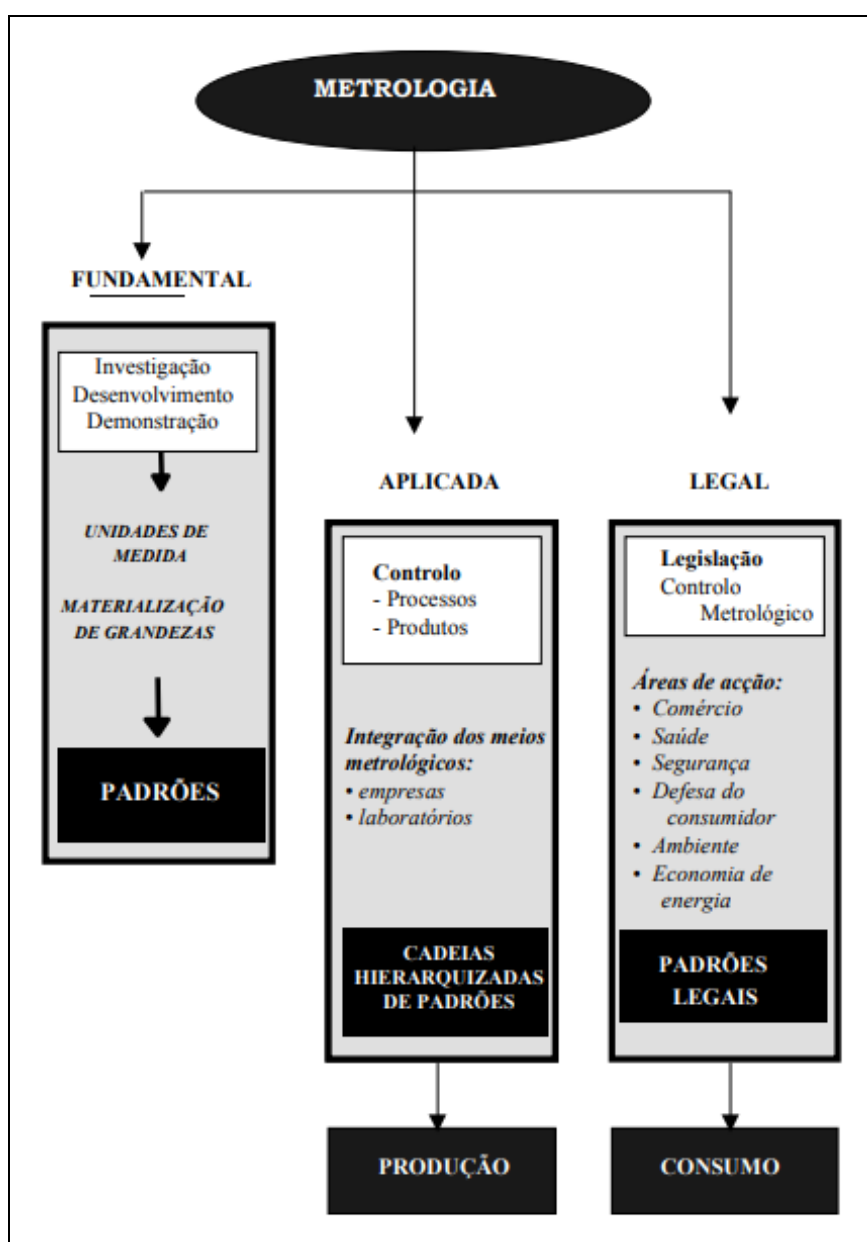 METROLOGIA
FUNDAMENTAL
Investigação
Desenvolvimento
Demonstração
UNIDADES DE
MEDIDA
MATERIALIZAÇÃO
DE GRANDEZAS
PADRÕES
APLICADA
Controlo
- Processos
- Produtos
Integração dos meios
metrológicos:
• empresas
• laboratórios
CADEIAS
HIERARQUIZADAS
DE PADRÕES
PRODUÇÃO
LEGAL
Legislação
Controlo
Metrológico
Áreas de acção:
• Comércio
• Saúde
• Segurança
• Defesa do
consumidor
• Ambiente
• Economia de
energia
PADRÕES
LEGAIS
CONSUMO